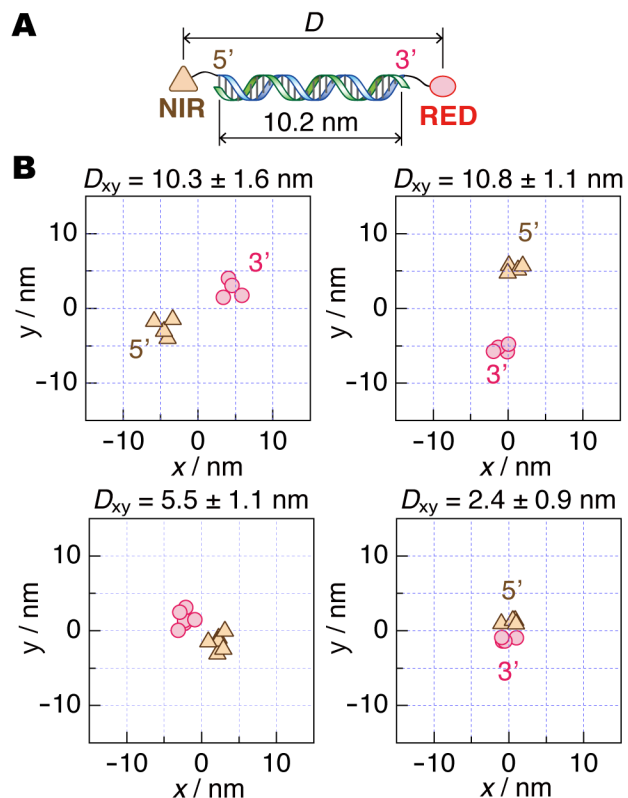 A
D
5’
3’
NIR
RED
10.2 nm
B
Dxy = 10.3 ± 1.6 nm
Dxy = 10.8 ± 1.1 nm
10
0
−10
y / nm
3’
5’
−10
0
10
x / nm
10
0
−10
y / nm
5’
3’
−10
0
10
x / nm
Dxy = 5.5 ± 1.1 nm
Dxy = 2.4 ± 0.9 nm
10
0
−10
y / nm
−10
0
10
x / nm
10
0
−10
y / nm
5’
3’
−10
0
10
x / nm